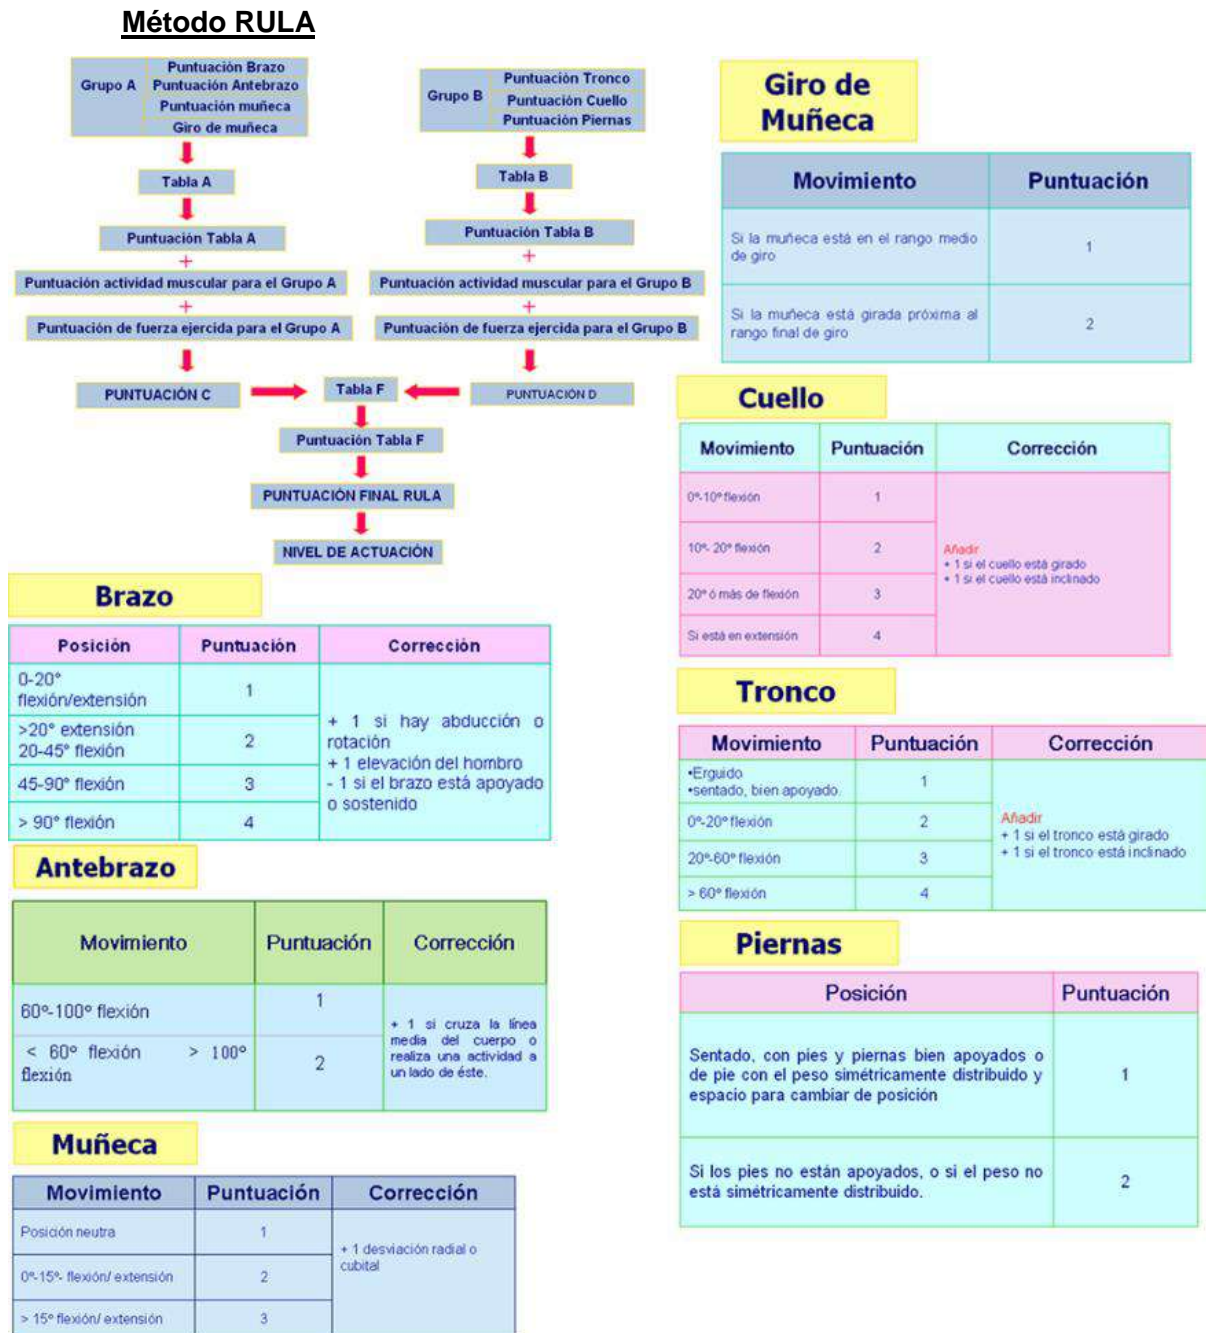 Método RULA
Grupo A
Puntuación Brazo
Puntuación Antebrazo
Puntuación muñeca
Giro de muñeca
Tabla A
Puntuación Tabla A
+
Puntuación actividad muscular para el Grupo A
+
Puntuación de fuerza ejercida para el Grupo A
PUNTUACIÓN C
Grupo B
Puntuación Tronco
Puntuación Cuello
Puntuación Piernas
Tabla B
Puntuación Tabla B
+
Puntuación actividad muscular para el Grupo B
+
Puntuación de fuerza ejercida para el Grupo B
PUNTUACIÓN D
Tabla F
Puntuación Tabla F
PUNTUACIÓN FINAL RULA
NIVEL DE ACTUACIÓN
Brazo
Posición Puntuación Corrección
0-20°
flexión/extensión 1
>20° extensión
20-45° flexión 2
45-90° flexión 3
> 90° flexión 4
+ 1 si hay abducción o
rotación
+ 1 elevación del hombro
- 1 si el brazo está apoyado
o sostenido
Antebrazo
Movimiento Puntuación Corrección
60º-100º flexión 1
< 60º flexión > 100º
flexión 2
+ 1 si cruza la línea
media del cuerpo o
realiza una actividad a
un lado de éste.
Muñeca
Movimiento Puntuación Corrección
Posición neutra 1
0º-15º- flexión/ extensión 2
> 15º flexión/ extensión 3
+ 1 desviación radial o
cubital
Giro de
Muñeca
Movimiento Puntuación
Si la muñeca está en el rango medio
de giro 1
Si la muñeca está girada próxima al
rango final de giro 2
Cuello
Movimiento Puntuación Corrección
0º-10º flexión 1
10º- 20º flexión 2
20º ó más de flexión 3
Si está en extensión 4
Añadir
+ 1 si el cuello está girado
+ 1 si el cuello está inclinado
Tronco
Movimiento Puntuación Corrección
•Erguido
•sentado, bien apoyado. 1
0º-20º flexión 2
20º-60º flexión 3
> 60º flexión 4
Añadir
+ 1 si el tronco está girado
+ 1 si el tronco está inclinado
Piernas
Posición Puntuación
Sentado, con pies y piernas bien apoyados o
de pie con el peso simétricamente distribuido y
espacio para cambiar de posición 1
Si los pies no están apoyados, o si el peso no
está simétricamente distribuido. 2